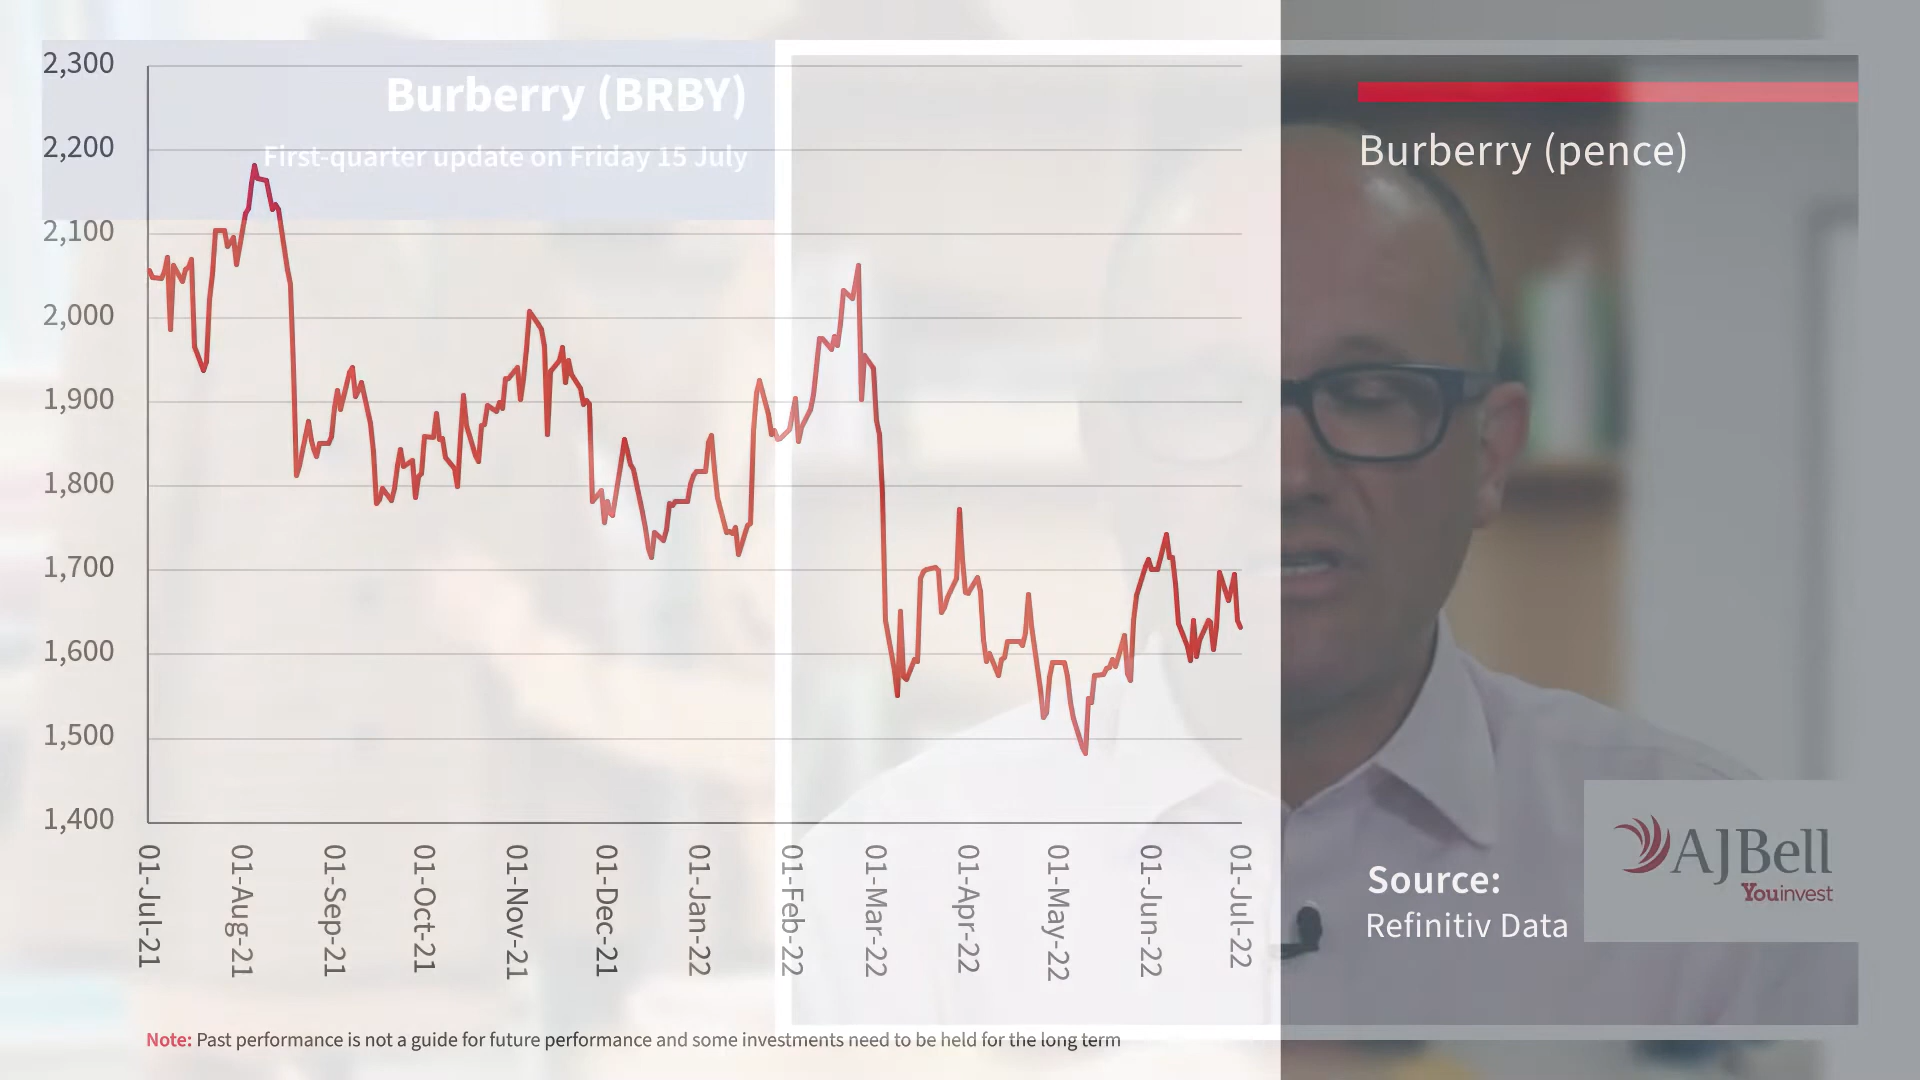 Burberry (BRBY)
First-quarter update on Friday 15 July
Burberry (pence)
2,300
2,200
2,100
2,000
1,900
1,800
1,700
1,600
1,500
1,400
01-Jul-21
01-Aug-21
01-Sep-21
01-Oct-21
01-Nov-21
01-Dec-21
01-Jan-22
01-Feb-22
01-Mar-22
01-Apr-22
01-May-22
01-Jun-22
01-Jul-22
Source:
Refinitiv Data
AJBell
Youinvest
Note: Past performance is not a guide for future performance and some investments need to be held for the long term